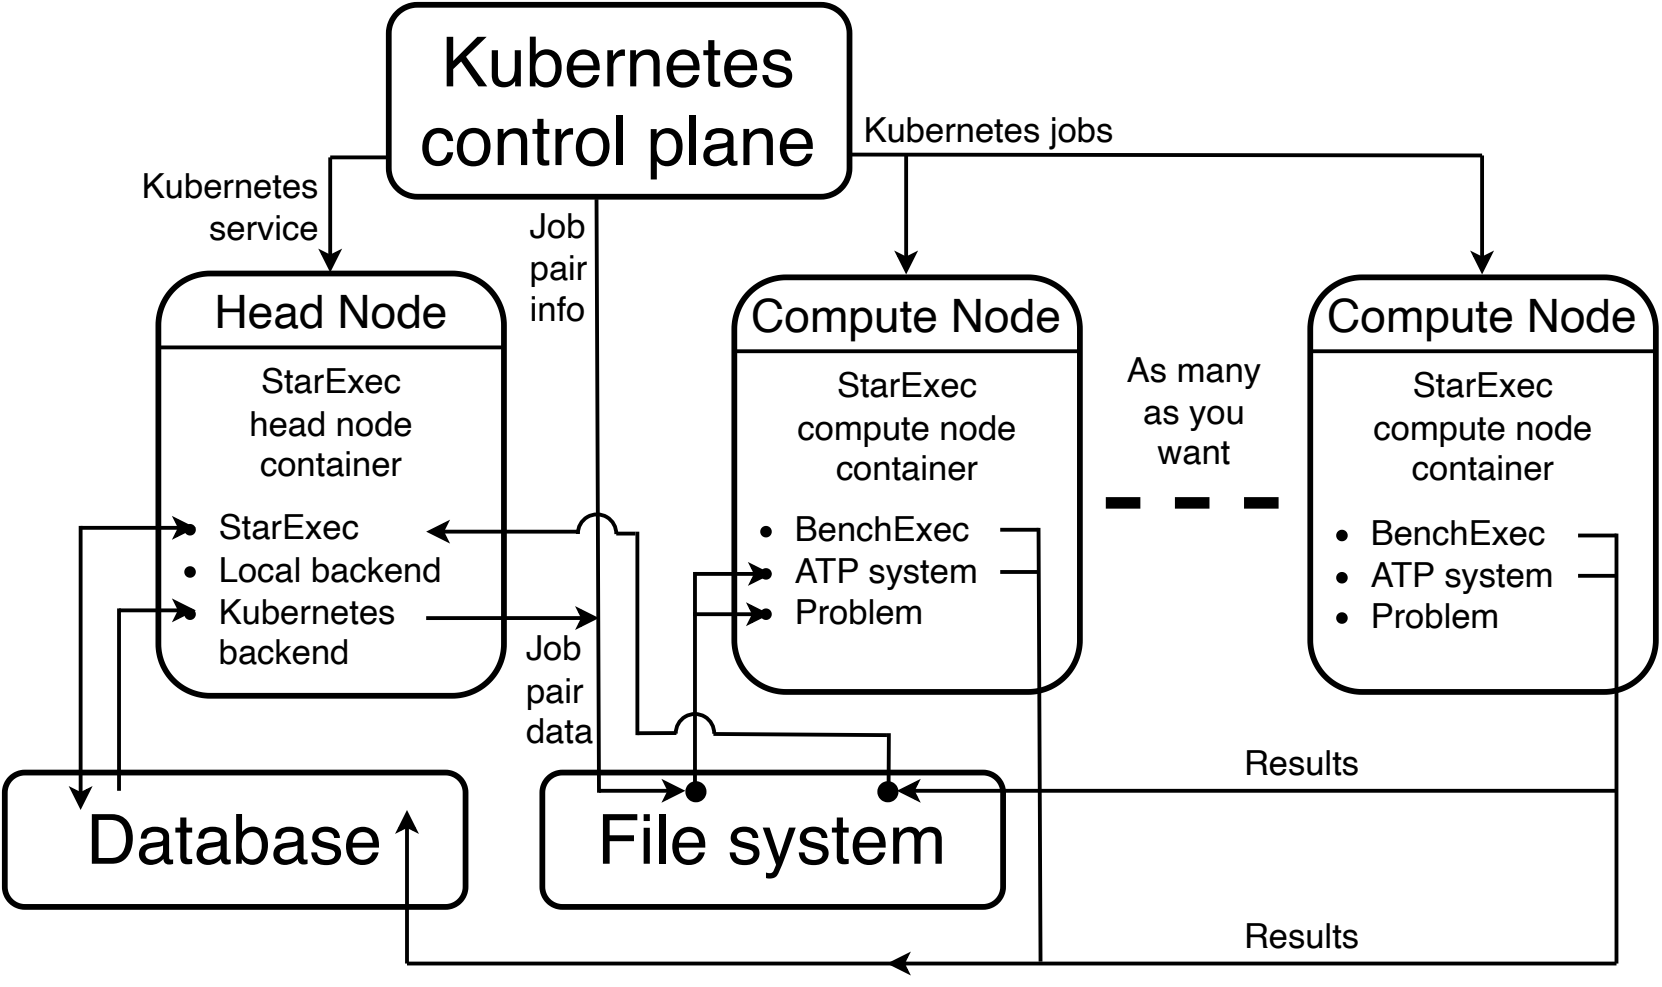 Kubernetes
control plane
Kubernetes jobs
Kubernetes
service
Job
pair
info
Head Node
StarExec
head node
container
• StarExec
• Local backend
• Kubernetes
backend
Job
pair
data
Compute Node
StarExec
compute node
container
• BenchExec
• ATP system
• Problem
As many
as you
want
Compute Node
StarExec
compute node
container
• BenchExec
• ATP system
• Problem
Results
Database
File system
Results